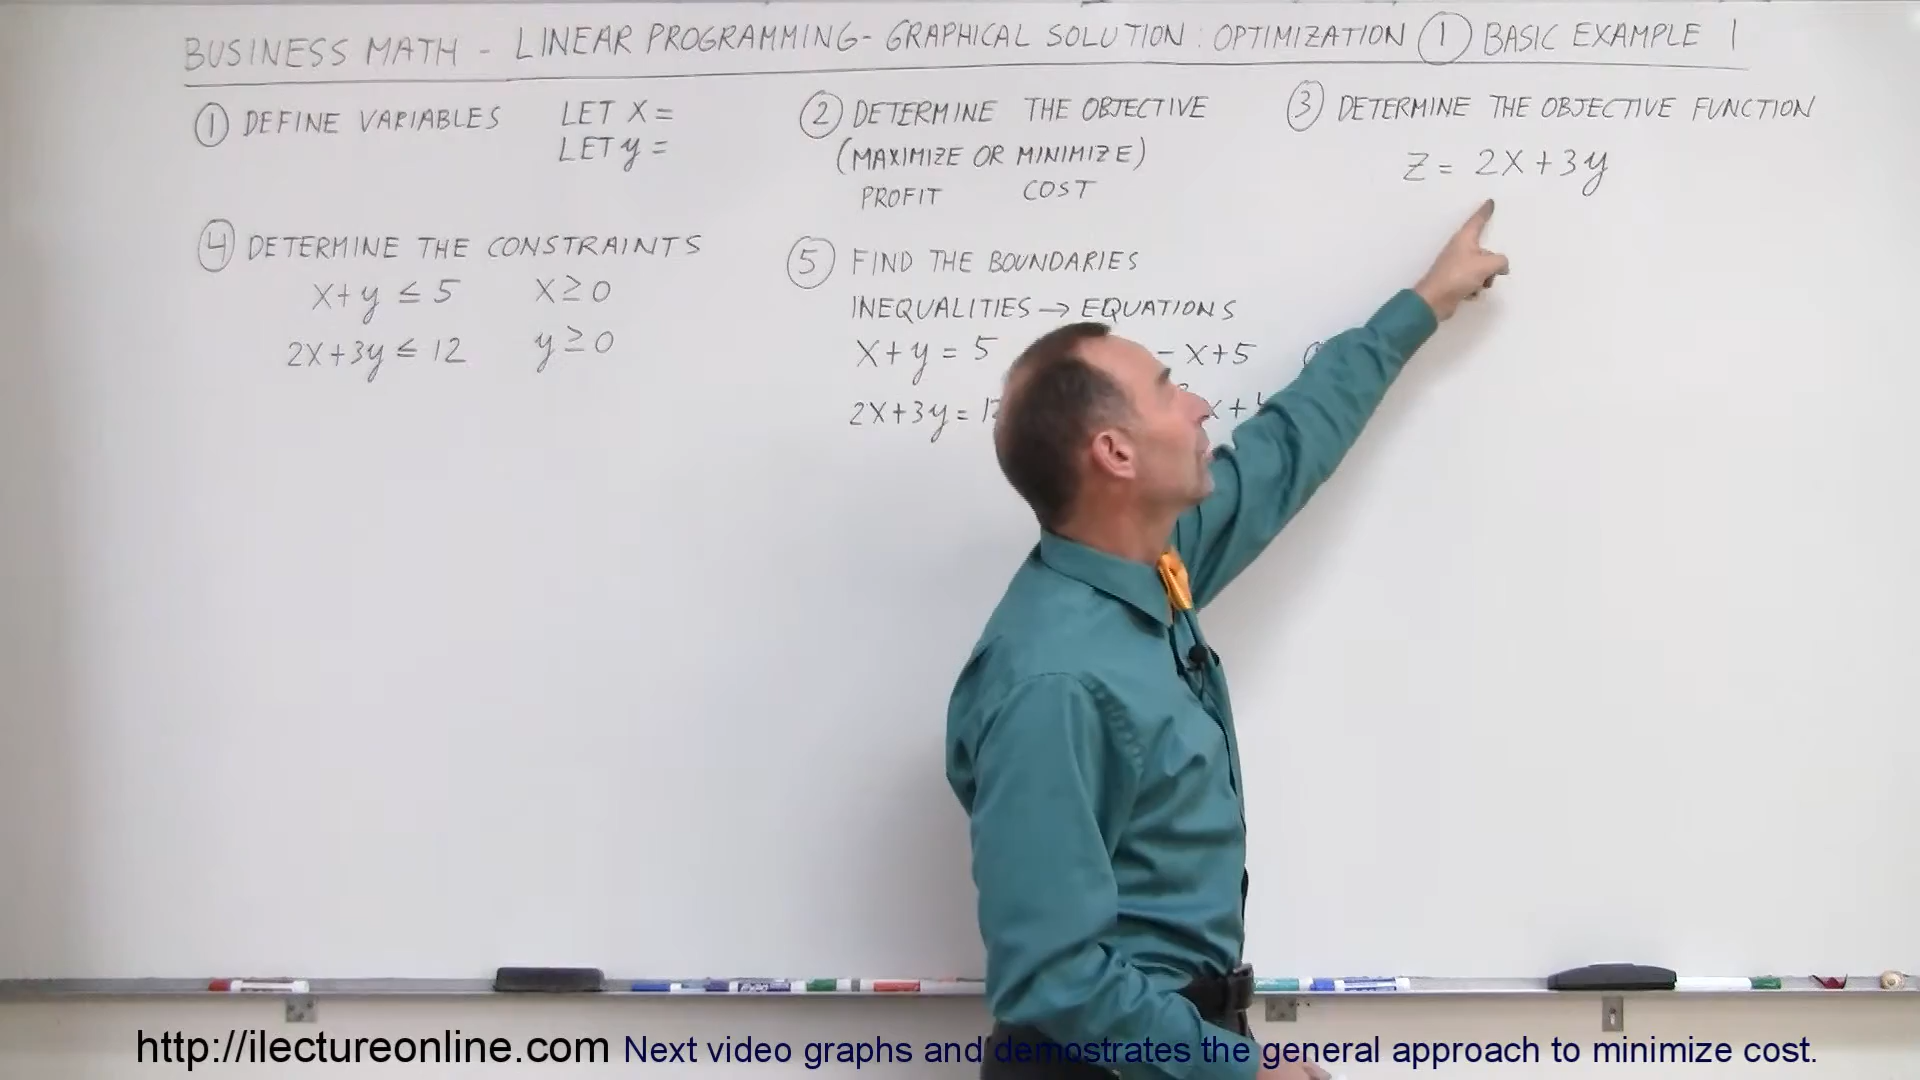 BUSINESS MATH - LINEAR PROGRAMMING - GRAPHICAL SOLUTION : OPTIMIZATION ① BASIC EXAMPLE 1
① DEFINE VARIABLES LET X =
LET y =
② DETERMINE THE OBJECTIVE
(MAXIMIZE OR MINIMIZE)
PROFIT COST
③ DETERMINE THE OBJECTIVE FUNCTION
Z = 2X + 3y
④ DETERMINE THE CONSTRAINTS
X + y ≤ 5 X ≥ 0
2X + 3y ≤ 12 y ≥ 0
⑤ FIND THE BOUNDARIES
INEQUALITIES → EQUATIONS
X + y = 5 - X + 5
2X + 3y = X +
http://ilectureonline.com Next video graphs and demostrates the general approach to minimize cost.